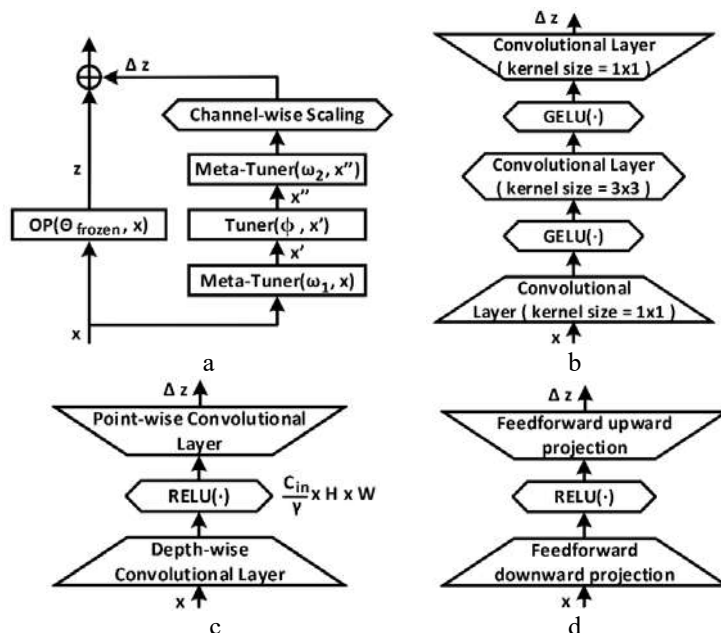 Δ z
Channel-wise Scaling
z
Meta-Tuner(ω₂, x'')
x''
OP(Θ frozen , x)
Tuner(ϕ , x')
x'
Meta-Tuner(ω₁, x)
x
a
Δ z
Convolutional Layer
( kernel size = 1x1 )
GELU(·)
Convolutional Layer
( kernel size = 3x3 )
GELU(·)
Convolutional
Layer ( kernel size = 1x1 )
x
b
Δ z
Point-wise Convolutional
Layer
RELU(·)
C_in/γ x H x W
Depth-wise
Convolutional Layer
x
c
Δ z
Feedforward upward
projection
RELU(·)
Feedforward
downward projection
x
d